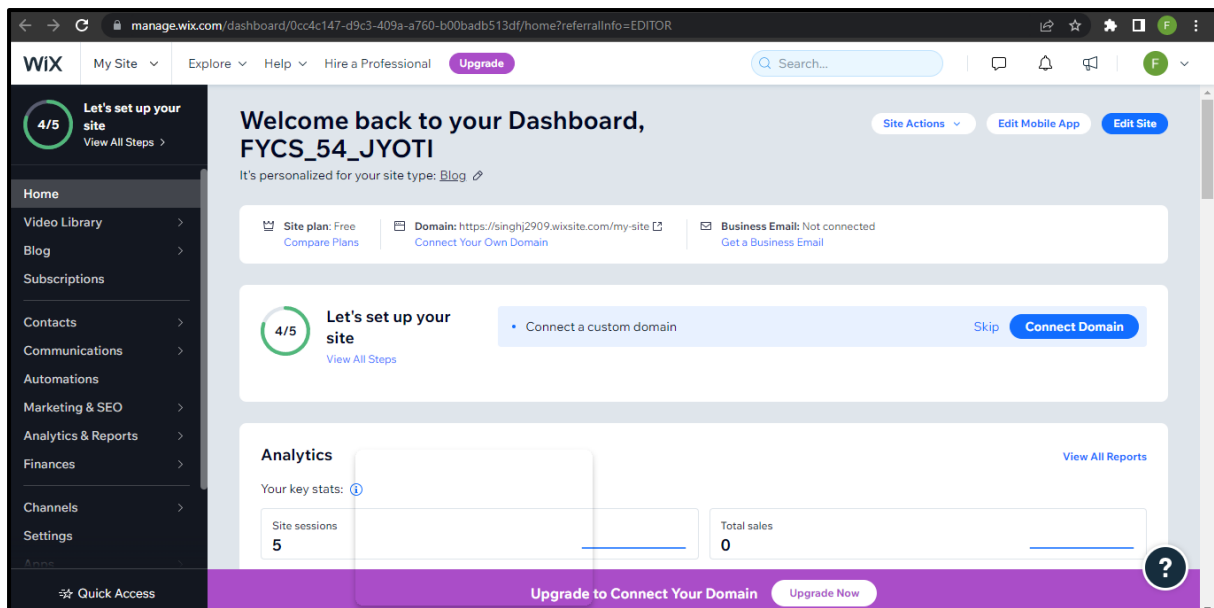 manage.wix.com/dashboard/0cc4c147-d9c3-409a-a760-b00badb513df/home?referralInfo=EDITOR
F
WiX
My Site
Explore
Help
Hire a Professional
Upgrade
Search...
F
4/5
Let's set up your
site
View All Steps >
Home
Video Library
Blog
Subscriptions
Contacts
Communications
Automations
Marketing & SEO
Analytics & Reports
Finances
Channels
Settings
Apps
Quick Access
Welcome back to your Dashboard,
FYCS_54_JYOTI
It's personalized for your site type: Blog
Site Actions
Edit Mobile App
Edit Site
Site plan: Free
Compare Plans
Domain: https://singhj2909.wixsite.com/my-site
Connect Your Own Domain
Business Email: Not connected
Get a Business Email
4/5
Let's set up your
site
View All Steps
• Connect a custom domain
Skip
Connect Domain
Analytics
View All Reports
Your key stats:
Site sessions
5
Total sales
0
Upgrade to Connect Your Domain
Upgrade Now
?